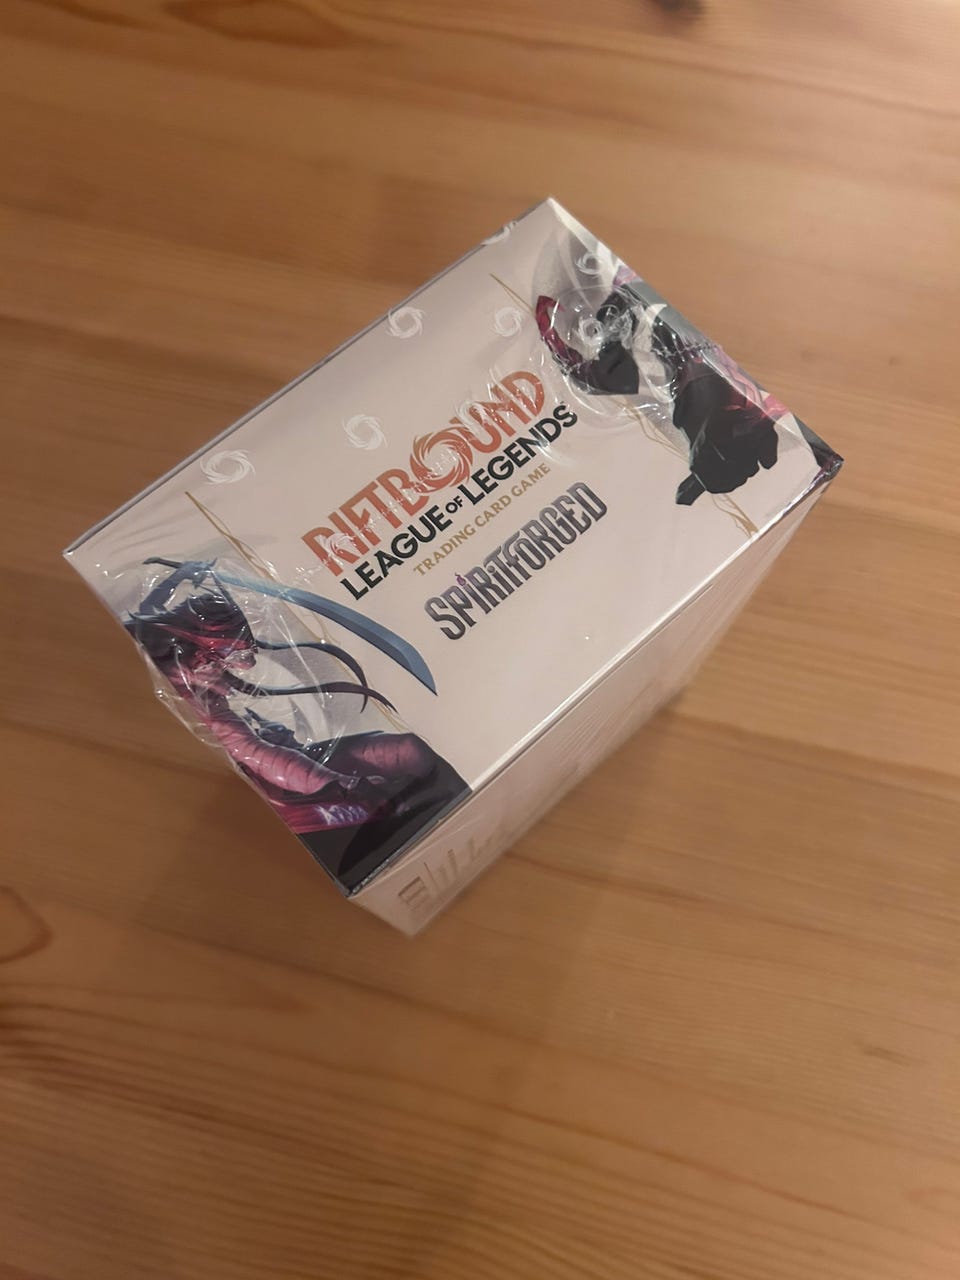 RIFTBOUND
LEAGUE OF LEGENDS
TRADING CARD GAME
SPIRITFORGED